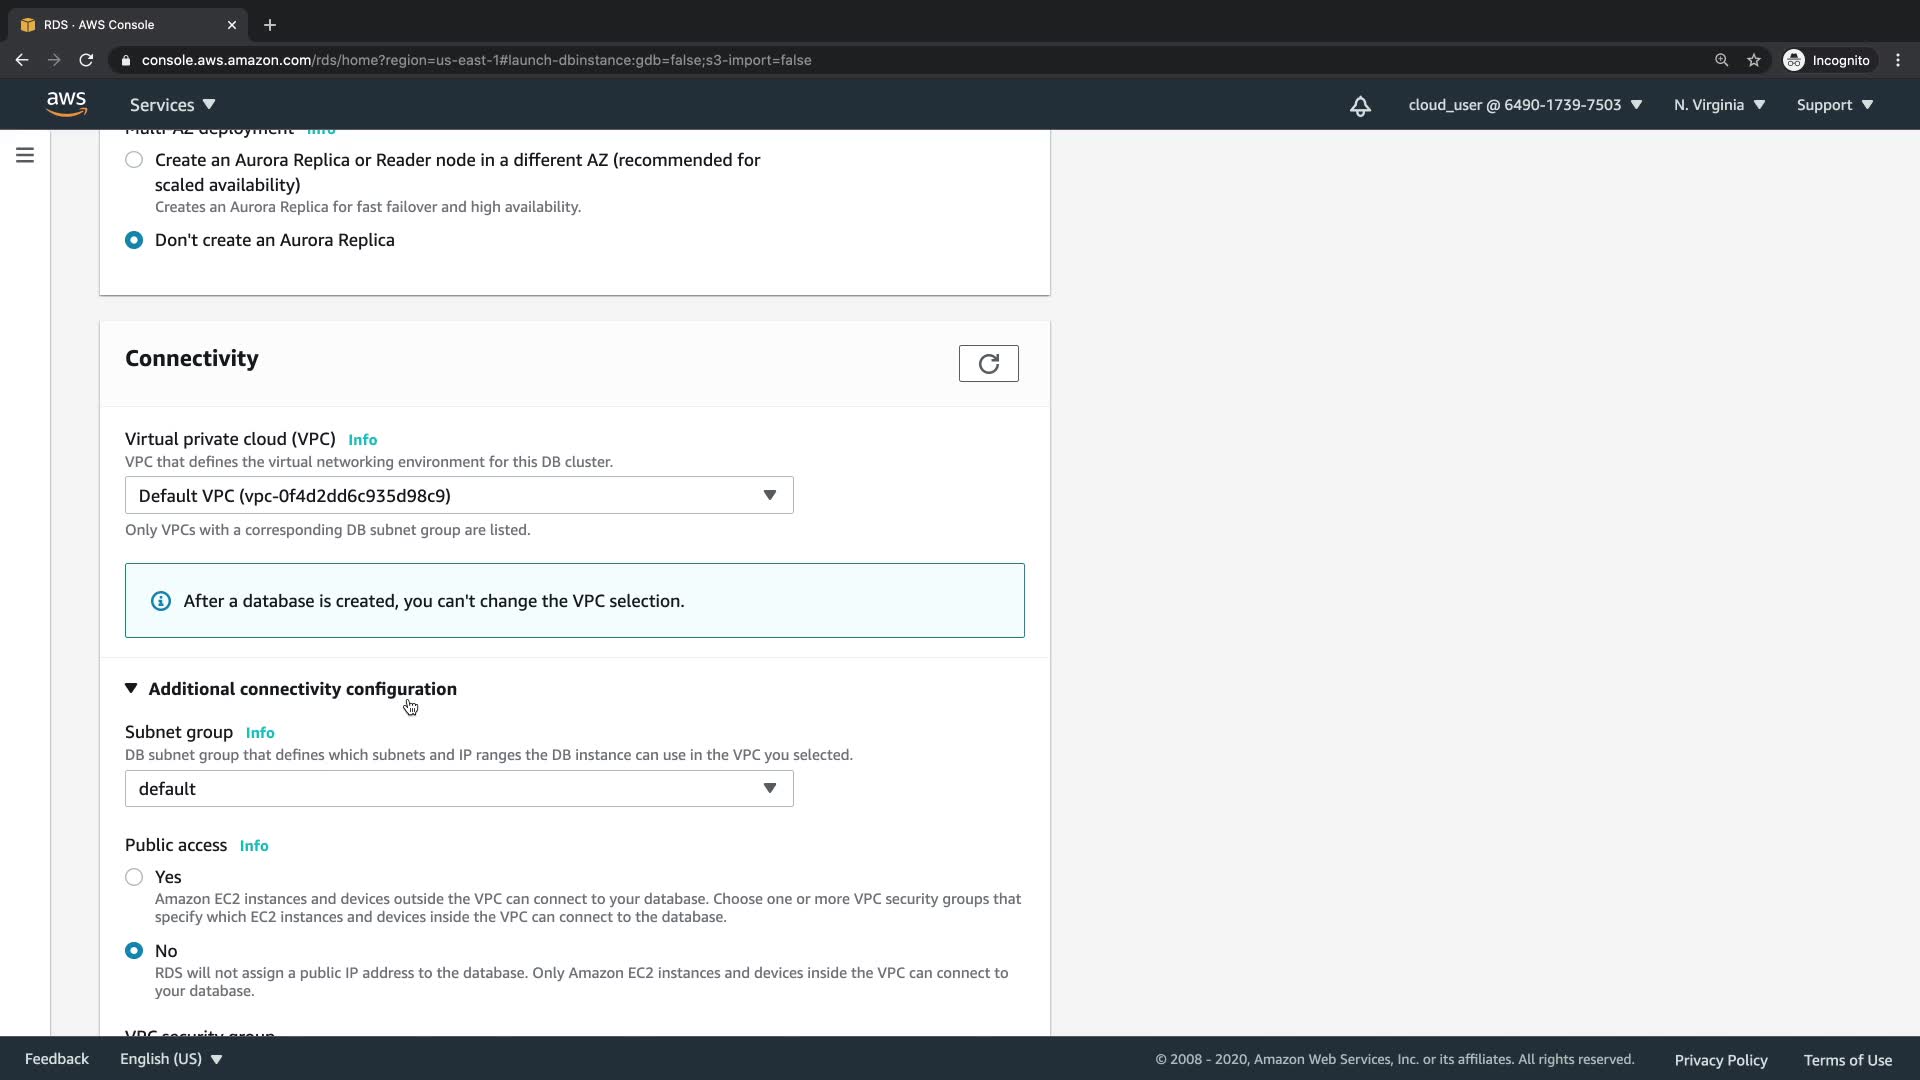 RDS · AWS Console
console.aws.amazon.com/rds/home?region=us-east-1#launch-dbinstance:gdb=false;s3-import=false
Incognito
aws
Services
cloud_user @ 6490-1739-7503
N. Virginia
Support
Multi-AZ deployment Info
Create an Aurora Replica or Reader node in a different AZ (recommended for
scaled availability)
Creates an Aurora Replica for fast failover and high availability.
Don't create an Aurora Replica
Connectivity
Virtual private cloud (VPC) Info
VPC that defines the virtual networking environment for this DB cluster.
Default VPC (vpc-0f4d2dd6c935d98c9)
Only VPCs with a corresponding DB subnet group are listed.
After a database is created, you can't change the VPC selection.
Additional connectivity configuration
Subnet group Info
DB subnet group that defines which subnets and IP ranges the DB instance can use in the VPC you selected.
default
Public access Info
Yes
Amazon EC2 instances and devices outside the VPC can connect to your database. Choose one or more VPC security groups that
specify which EC2 instances and devices inside the VPC can connect to the database.
No
RDS will not assign a public IP address to the database. Only Amazon EC2 instances and devices inside the VPC can connect to
your database.
VPC security group
Feedback
English (US)
© 2008 - 2020, Amazon Web Services, Inc. or its affiliates. All rights reserved.
Privacy Policy
Terms of Use